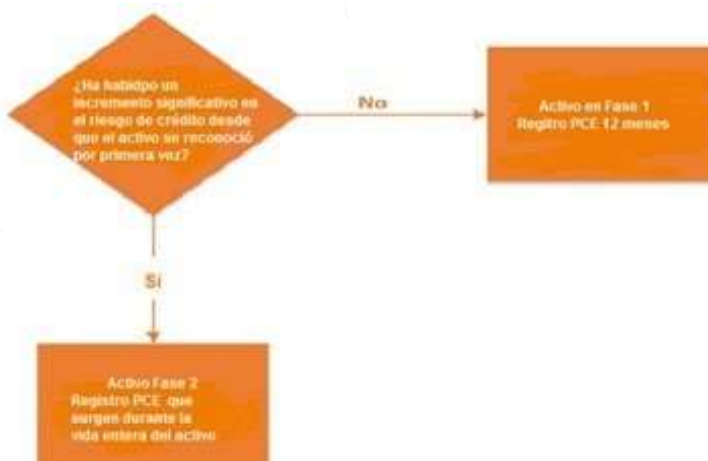 ¿Ha habidpo un
incremento significativo en
el riesgo de crédito desde
que el activo se reconoció
por primera vez?
No
Activo en Fase 1
Regitro PCE 12 meses
Sí
Activo Fase 2
Registro PCE que
surgen durante la
vida entera del activo